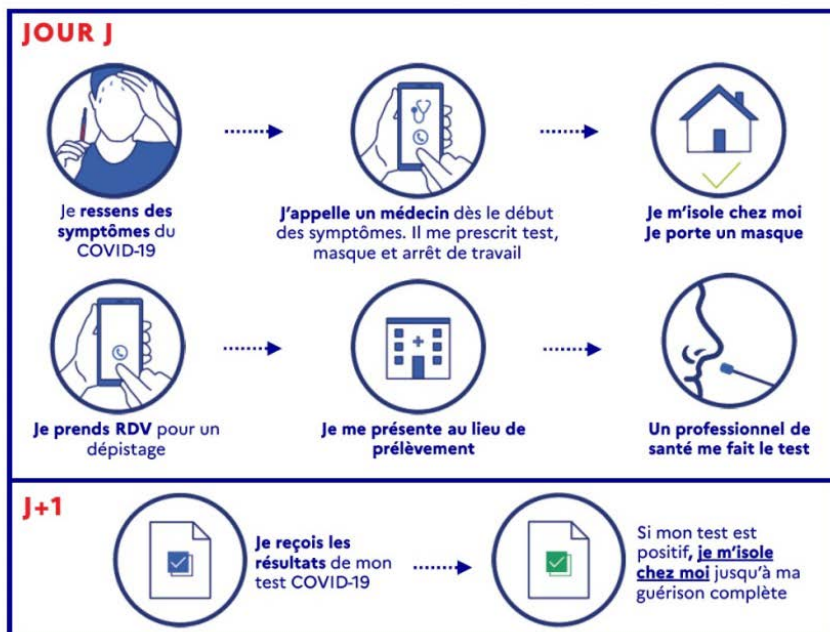 JOUR J
Je ressens des
symptômes du
COVID-19
J'appelle un médecin dès le début
des symptômes. Il me prescrit test,
masque et arrêt de travail
Je m'isole chez moi
Je porte un masque
Je prends RDV pour un
dépistage
Je me présente au lieu de
prélèvement
Un professionnel de
santé me fait le test
J+1
Je reçois les
résultats de mon
test COVID-19
Si mon test est
positif, je m'isole
chez moi jusqu'à ma
guérison complète